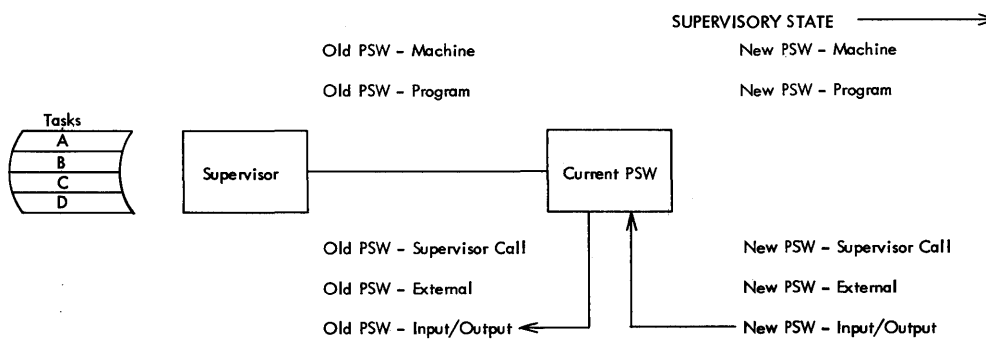 SUPERVISORY STATE
Old PSW - Machine
New PSW - Machine
Old PSW - Program
New PSW - Program
Tasks
A
B
C
D
Supervisor
Current PSW
Old PSW - Supervisor Call
New PSW - Supervisor Call
Old PSW - External
New PSW - External
Old PSW - Input/Output
New PSW - Input/Output